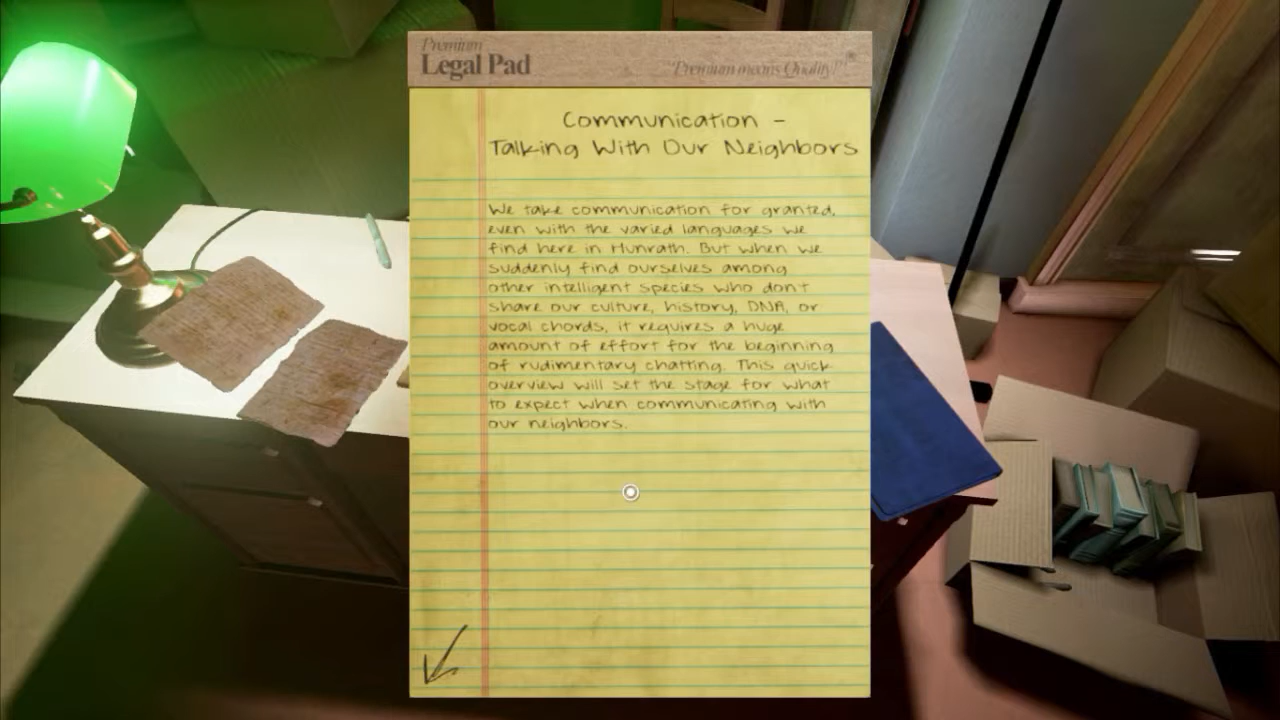 Premium
Legal Pad
"Premium means Quality!"®
Communication -
Talking With Our Neighbors
We take communication for granted,
even with the varied languages we
find here in Hunrath. But when we
suddenly find ourselves among
other intelligent species who don't
share our culture, history, DNA, or
vocal chords, it requires a huge
amount of effort for the beginning
of rudimentary chatting. This quick
overview will set the stage for what
to expect when communicating with
our neighbors.